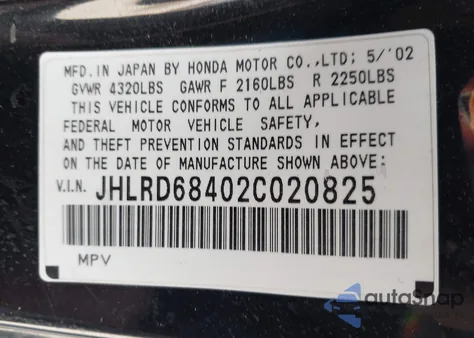 MFD.IN JAPAN BY HONDA MOTOR CO.,LTD; 5/'02
GVWR 4320LBS GAWR F 2160LBS R 2250LBS
THIS VEHICLE CONFORMS TO ALL APPLICABLE
FEDERAL MOTOR VEHICLE SAFETY,
AND THEFT PREVENTION STANDARDS IN EFFECT
ON THE DATE OF MANUFACTURE SHOWN ABOVE:
V.I.N. JHLRD68402C020825
MPV
autoSnap